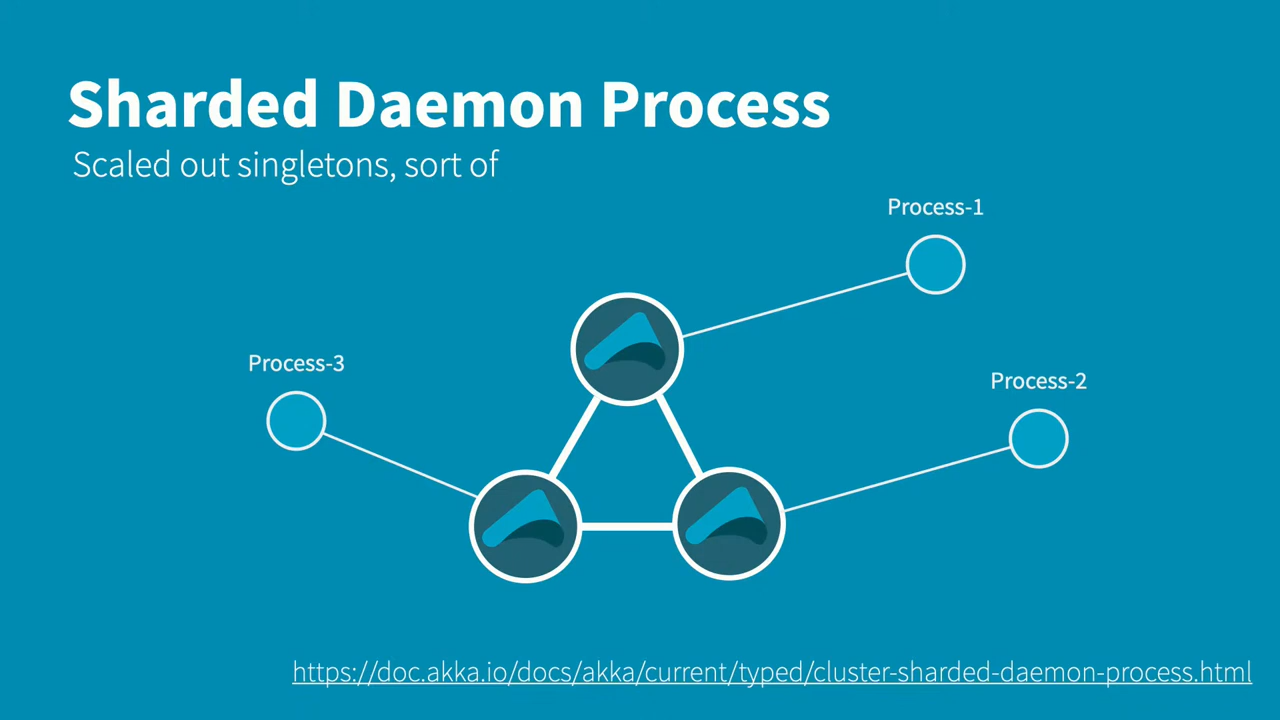 Sharded Daemon Process
Scaled out singletons, sort of
Process-1
Process-3
Process-2
https://doc.akka.io/docs/akka/current/typed/cluster-sharded-daemon-process.html